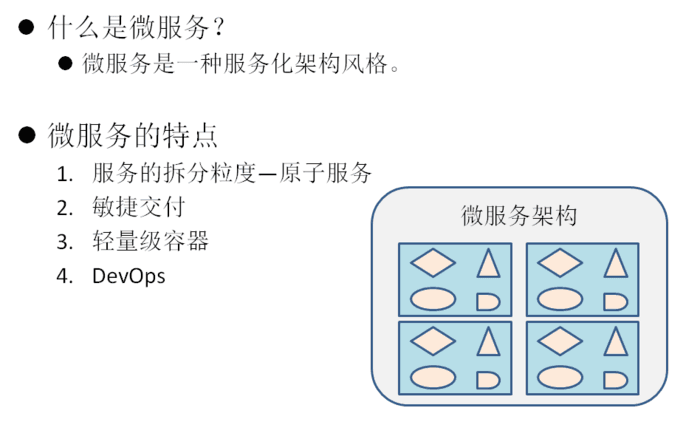 ● 什么是微服务？
● 微服务是一种服务化架构风格。
● 微服务的特点
1. 服务的拆分粒度—原子服务
2. 敏捷交付
3. 轻量级容器
4. DevOps
微服务架构